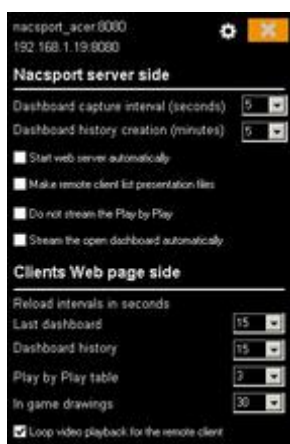 nacsport_acer:8080
192.168.1.19:8080
Nacsport server side
Dashboard capture interval (seconds) 5
Dashboard history creation (minutes) 5
Start web server automatically
Make remote client list presentation files
Do not stream the Play by Play
Stream the open dashboard automatically
Clients Web page side
Reload intervals in seconds
Last dashboard 15
Dashboard history 15
Play by Play table 3
In game drawings 30
Loop video playback for the remote client